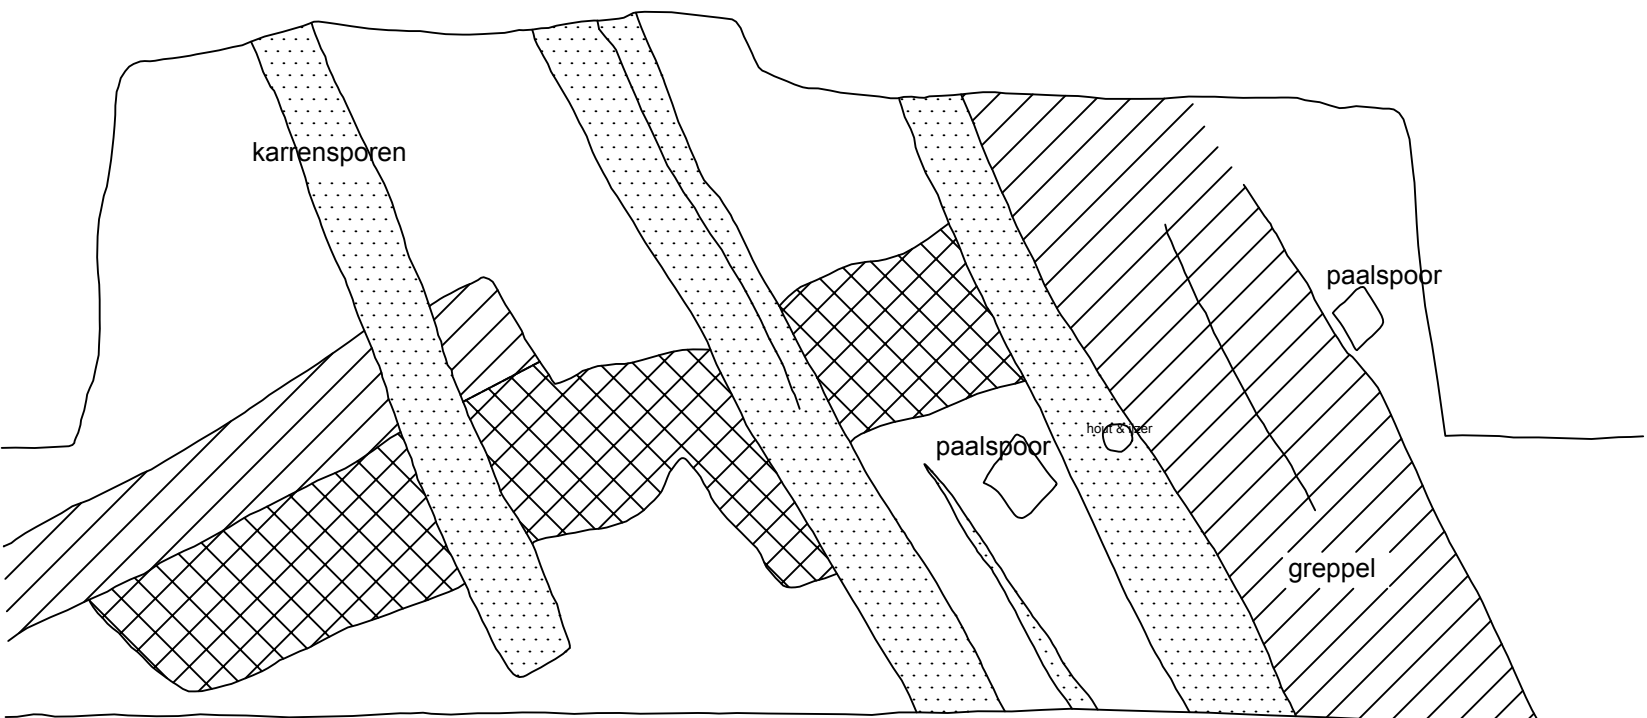 karrensporen
paalspoor
hout & ijzer
paalspoor
greppel